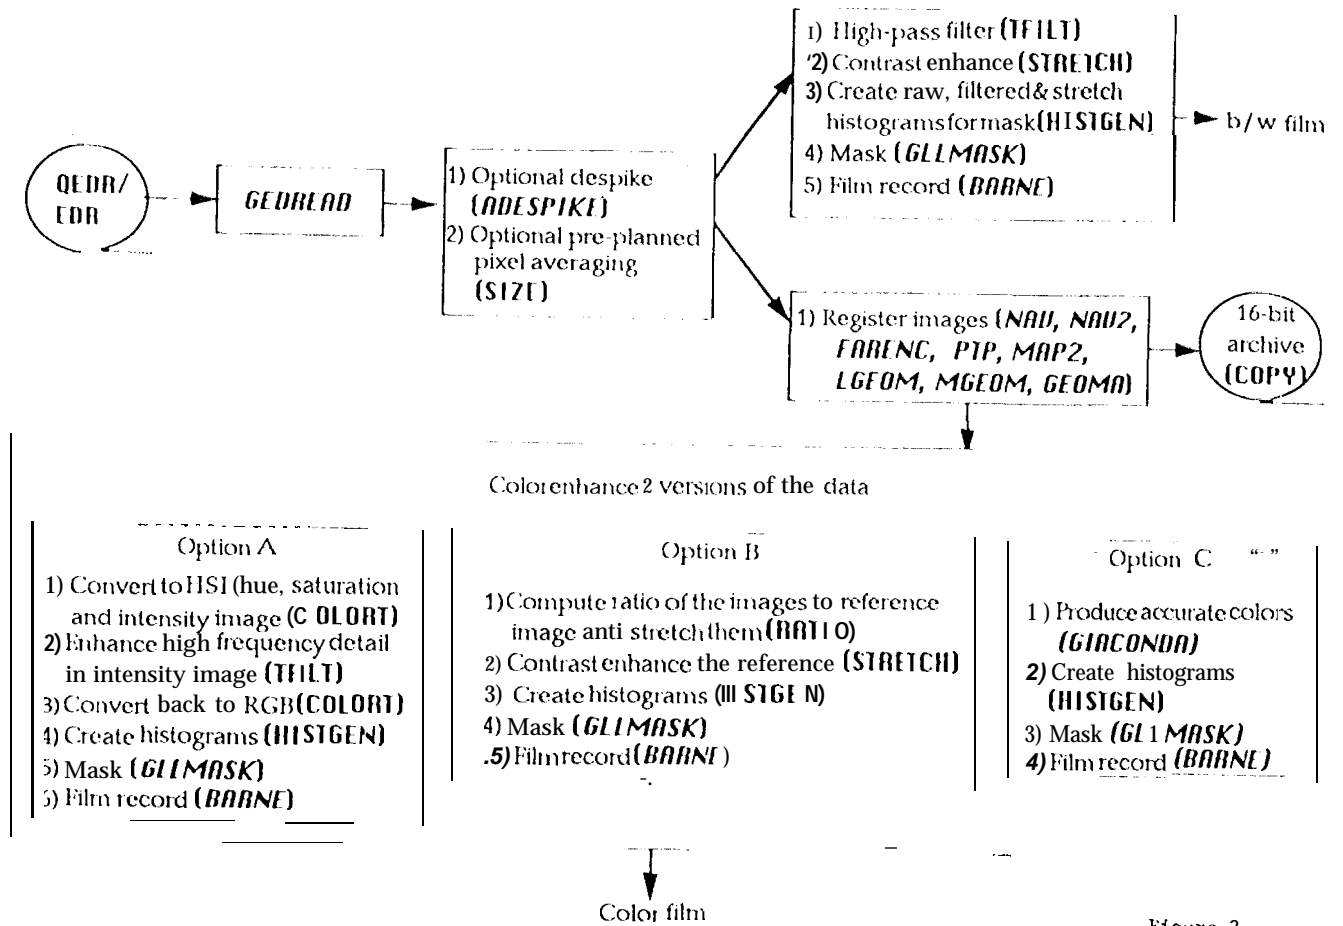 QEDR/
EDR
GEDREAD
1) Optional despike
(ADESPIKE)
2) Optional pre-planned
pixel averaging
(SIZE)
1) High-pass filter (TFILT)
2) Contrast enhance (STRETCH)
3) Create raw, filtered & stretch
histograms for mask (HISTGEN)
4) Mask (GLLMASK)
5) Film record (BARNE)
b/w film
1) Register images (NAV, NAV2,
FARENC, PTP, MAP2,
LGEOM, MGEOM, GEOMA)
16-bit
archive
(COPY)
Color enhance 2 versions of the data
Option A
1) Convert to HSI (hue, saturation
and intensity image (COLORT)
2) Enhance high frequency detail
in intensity image (TFILT)
3) Convert back to RGB (COLORT)
4) Create histograms (HISTGEN)
5) Mask (GLLMASK)
6) Film record (BARNE)
Option B
1) Compute ratio of the images to reference
image anti stretch them (RATIO)
2) Contrast enhance the reference (STRETCH)
3) Create histograms (HISTGEN)
4) Mask (GLLMASK)
5) Film record (BARNE)
Option C
1) Produce accurate colors
(GIACONDA)
2) Create histograms
(HISTGEN)
3) Mask (GLLMASK)
4) Film record (BARNE)
Color film